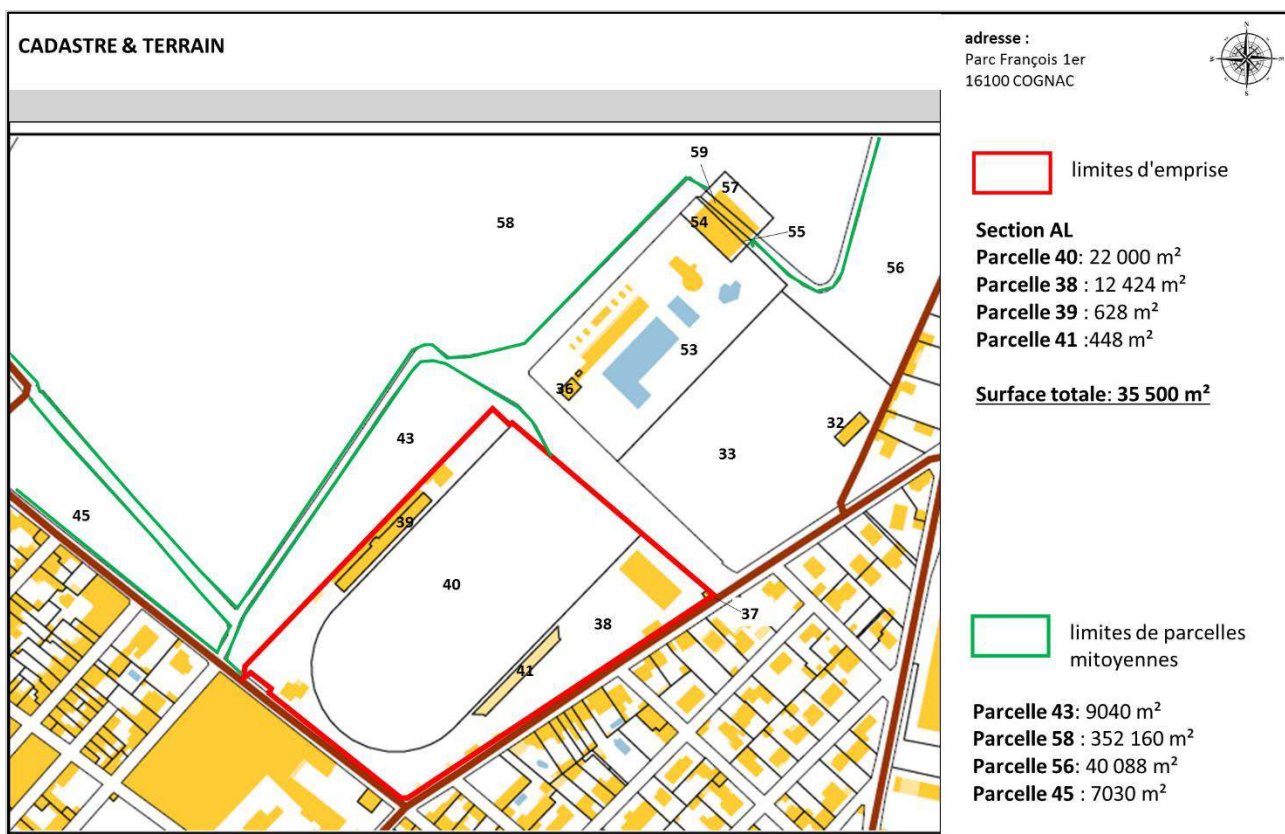 CADASTRE & TERRAIN
adresse :
Parc François 1er
16100 COGNAC
N
limites d'emprise
Section AL
Parcelle 40: 22 000 m²
Parcelle 38 : 12 424 m²
Parcelle 39 : 628 m²
Parcelle 41 :448 m²
Surface totale: 35 500 m²
limites de parcelles
mitoyennes
Parcelle 43: 9040 m²
Parcelle 58 : 352 160 m²
Parcelle 56: 40 088 m²
Parcelle 45 : 7030 m²
59
57
58
54
55
56
53
36
32
43
33
45
39
40
37
38
41